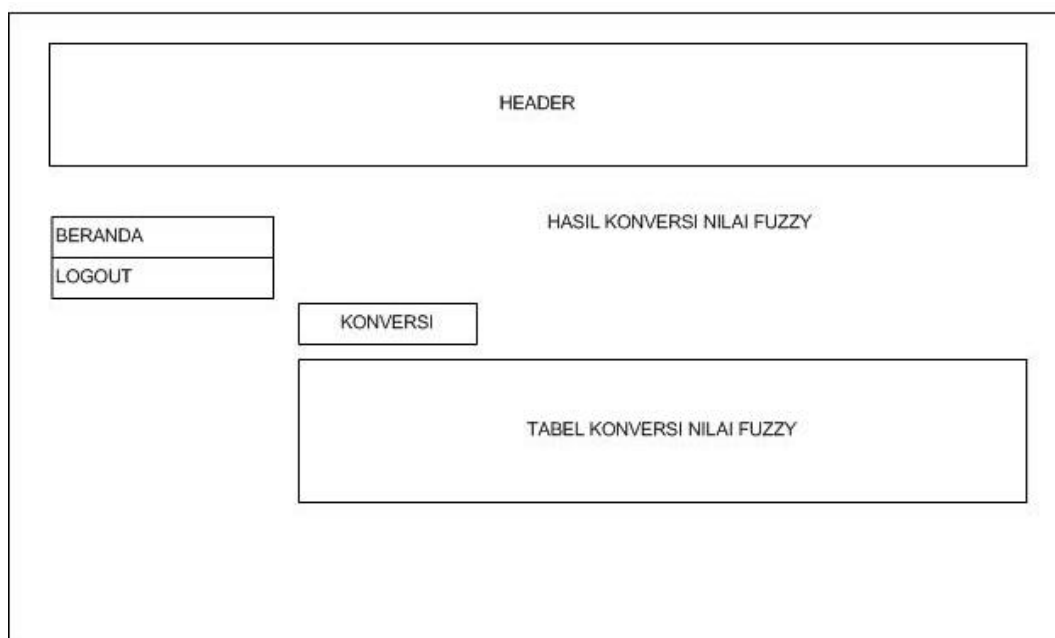 HEADER
BERANDA
LOGOUT
HASIL KONVERSI NILAI FUZZY
KONVERSI
TABEL KONVERSI NILAI FUZZY